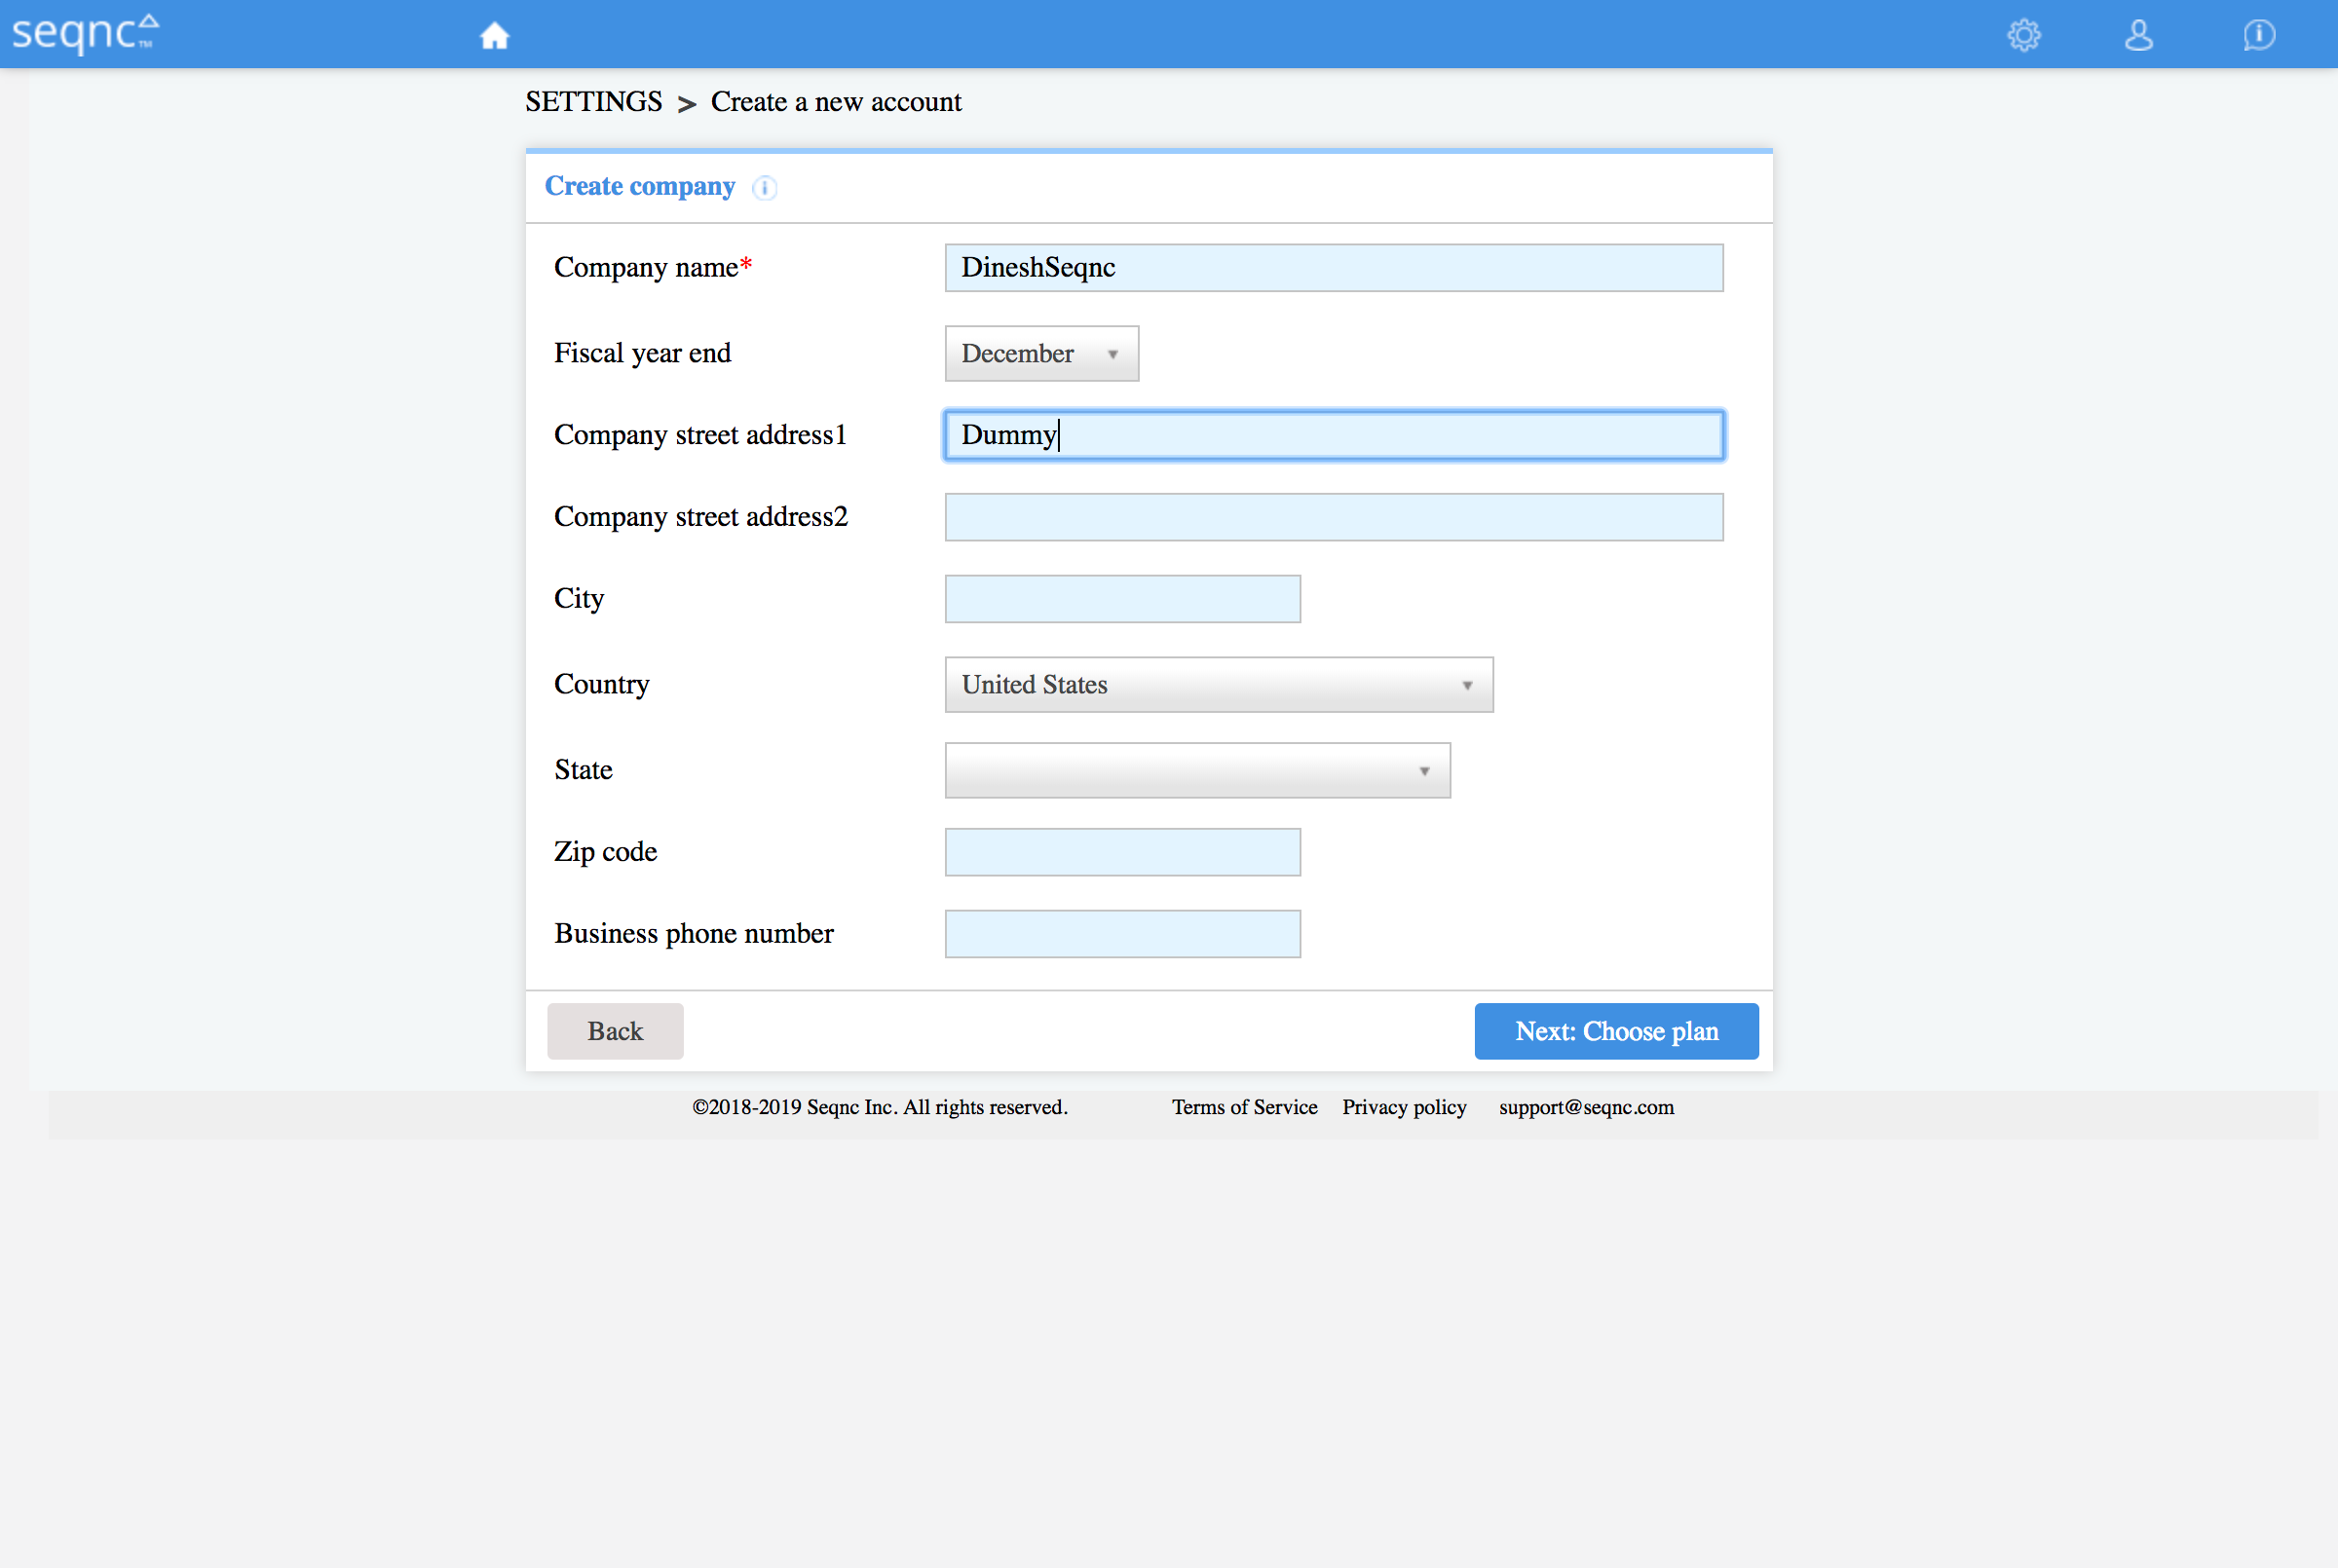 seqnc™
SETTINGS > Create a new account
Create company
Company name* DineshSeqnc
Fiscal year end December
Company street address1 Dummy
Company street address2
City
Country United States
State
Zip code
Business phone number
Back Next: Choose plan
©2018-2019 Seqnc Inc. All rights reserved. Terms of Service Privacy policy support@seqnc.com